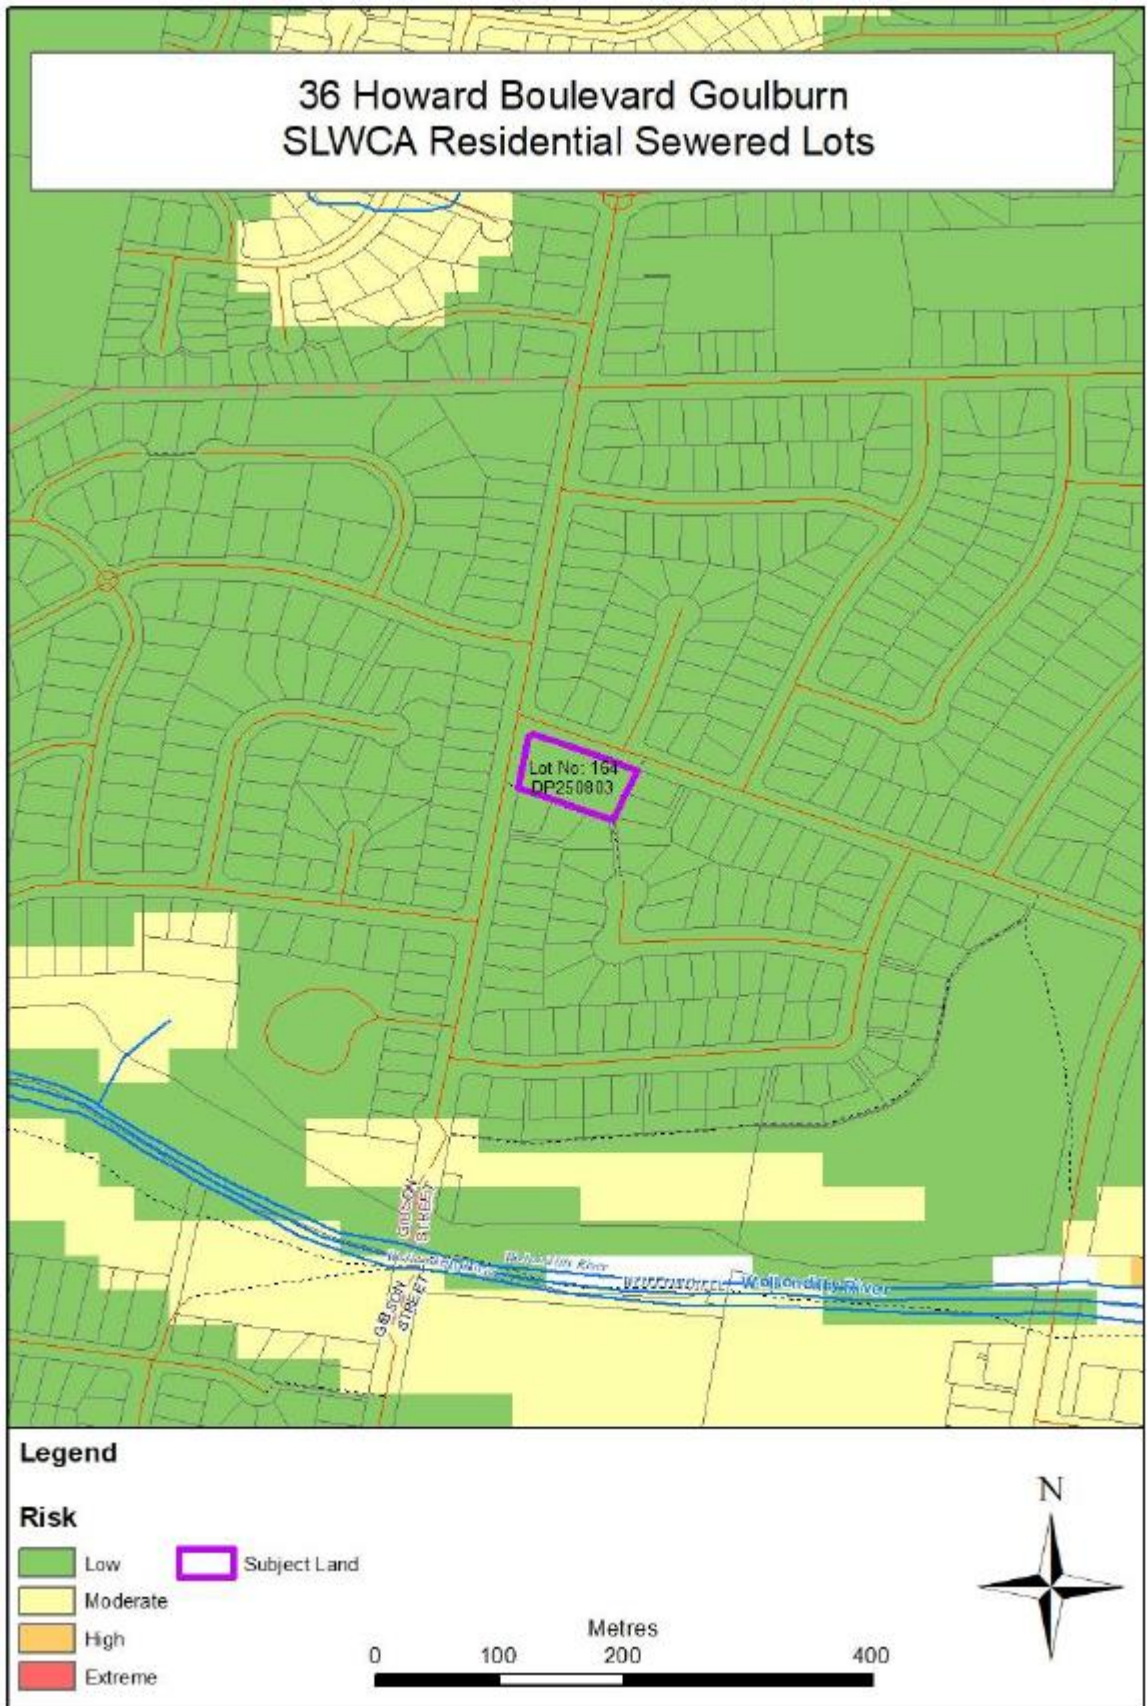 36 Howard Boulevard Goulburn
SLWCA Residential Sewered Lots
Lot No: 164
DP250803
GIBSON
STREET
Wollondilly River
GIBSON
STREET
Legend
Risk
Low
Subject Land
Moderate
High
Extreme
N
Metres
0 100 200 400